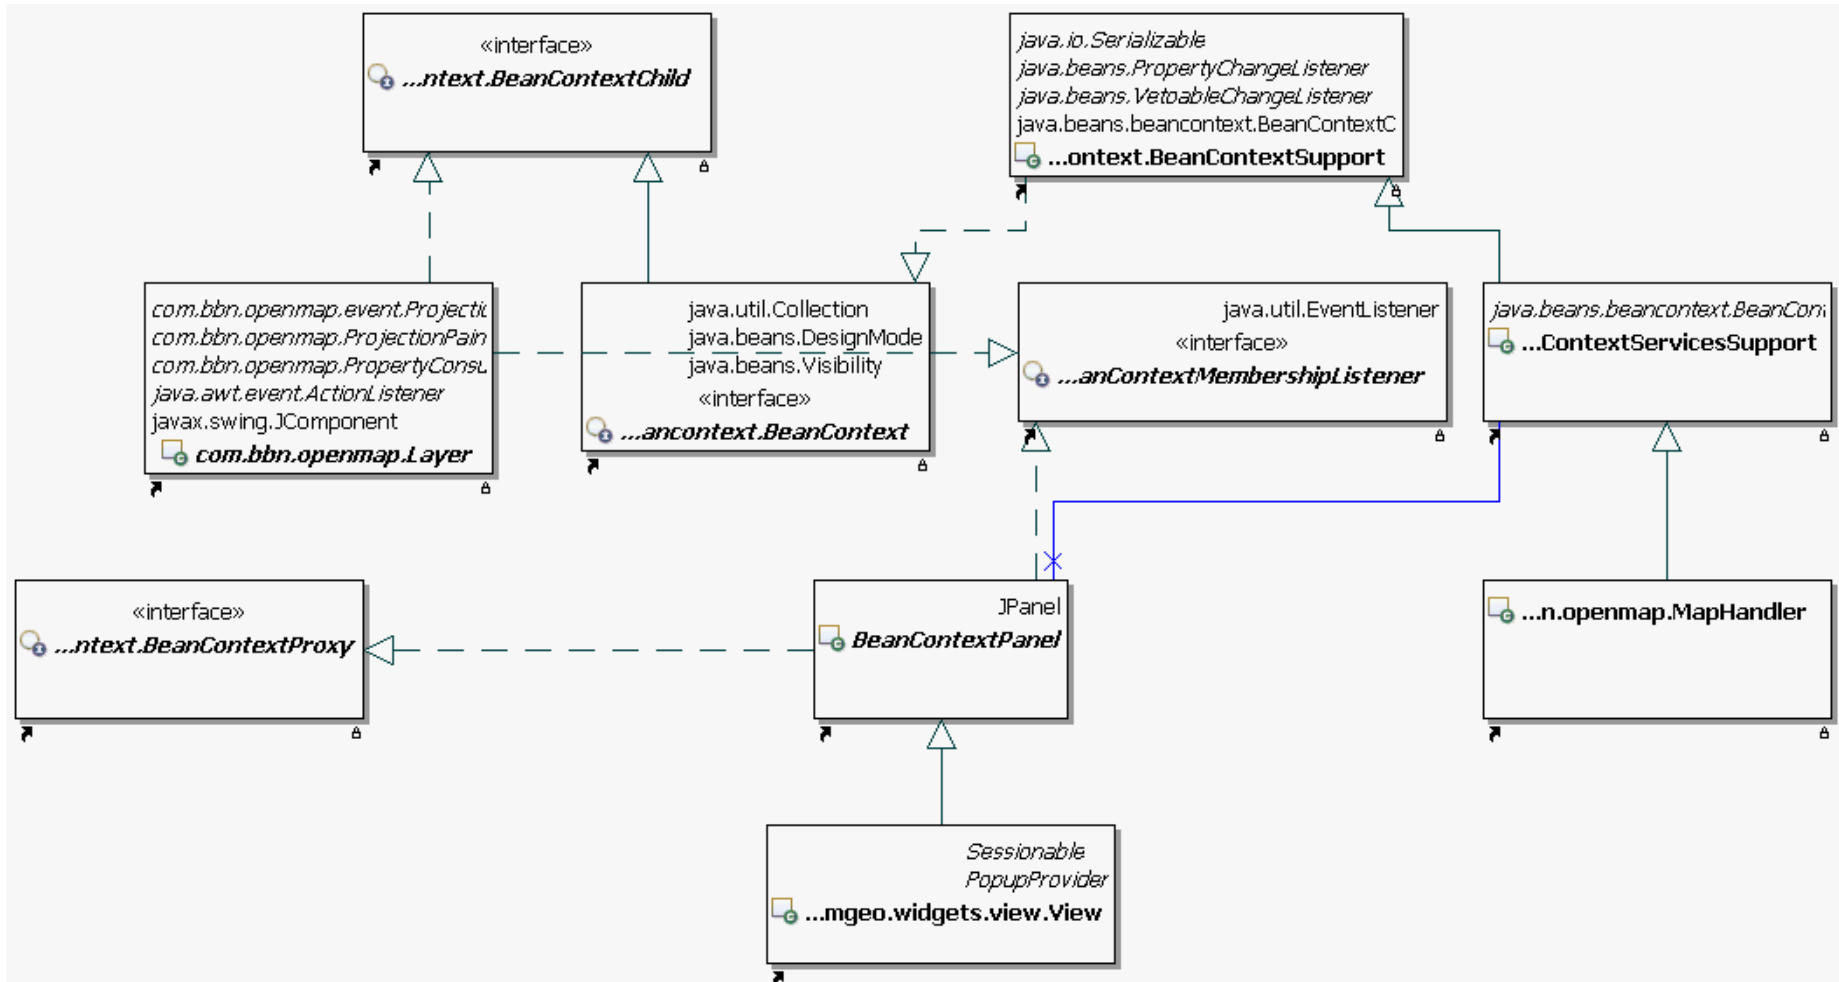 «interface»
...ntext.BeanContextChild
java.io.Serializable
java.beans.PropertyChangeListener
java.beans.VetoableChangeListener
java.beans.beancontext.BeanContextC
...ontext.BeanContextSupport
com.bbn.openmap.event.Projectic
com.bbn.openmap.ProjectionPain
com.bbn.openmap.PropertyConsu
java.awt.event.ActionListener
javax.swing.JComponent
com.bbn.openmap.Layer
java.util.Collection
java.beans.DesignMode
java.beans.Visibility
«interface»
...ancontext.BeanContext
java.util.EventListener
«interface»
...anContextMembershipListener
java.beans.beancontext.BeanConte
...ContextServicesSupport
«interface»
...ntext.BeanContextProxy
JPanel
BeanContextPanel
...n.openmap.MapHandler
Sessionable
PopupProvider
...mgeo.widgets.view.View